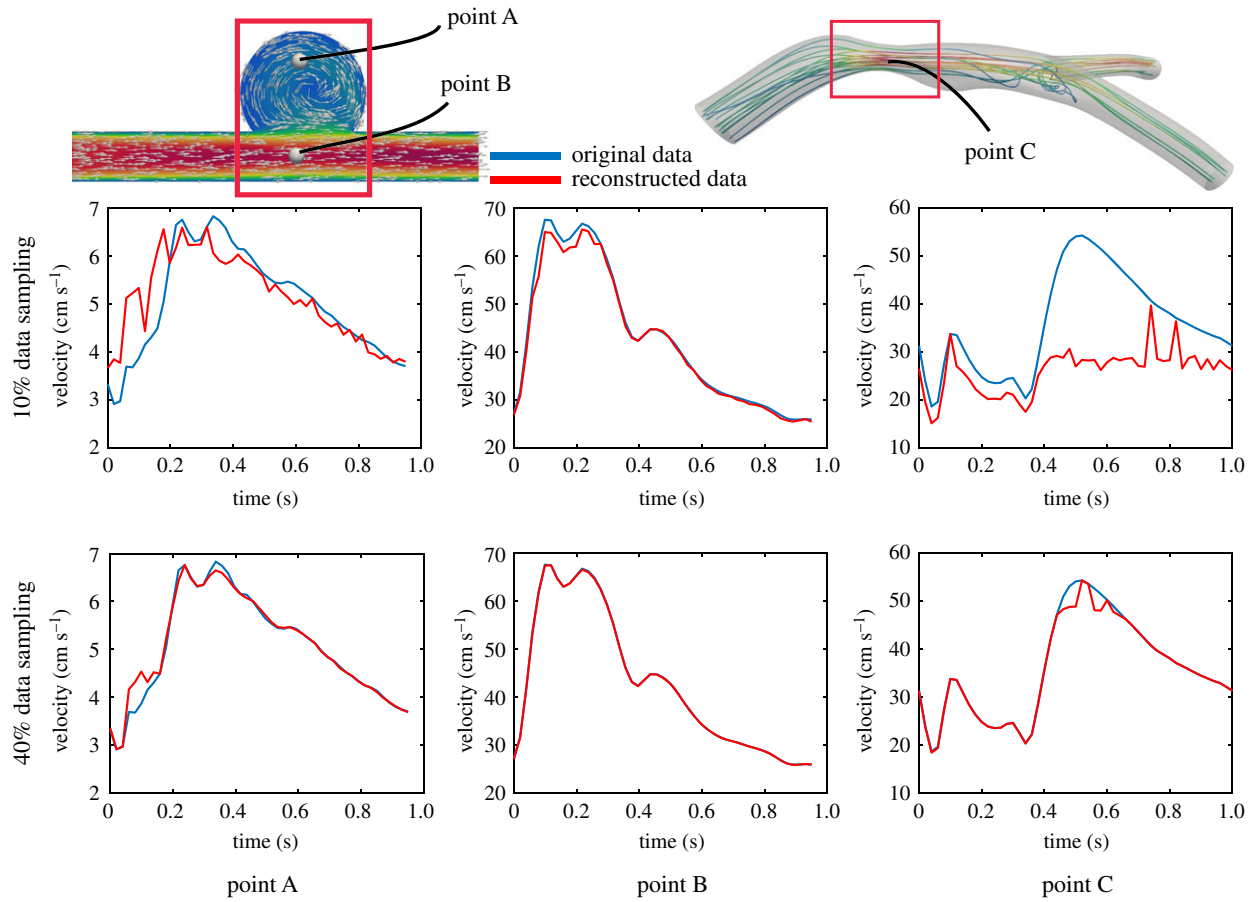 point A
point B
point C
original data
reconstructed data
10% data sampling
velocity (cm s⁻¹)
7
6
5
4
3
2
0 0.2 0.4 0.6 0.8 1.0
time (s)
velocity (cm s⁻¹)
70
60
50
40
30
20
0 0.2 0.4 0.6 0.8 1.0
time (s)
velocity (cm s⁻¹)
60
50
40
30
20
10
0 0.2 0.4 0.6 0.8 1.0
time (s)
40% data sampling
velocity (cm s⁻¹)
7
6
5
4
3
2
0 0.2 0.4 0.6 0.8 1.0
time (s)
velocity (cm s⁻¹)
70
60
50
40
30
20
0 0.2 0.4 0.6 0.8 1.0
time (s)
velocity (cm s⁻¹)
60
50
40
30
20
10
0 0.2 0.4 0.6 0.8 1.0
time (s)
point A
point B
point C